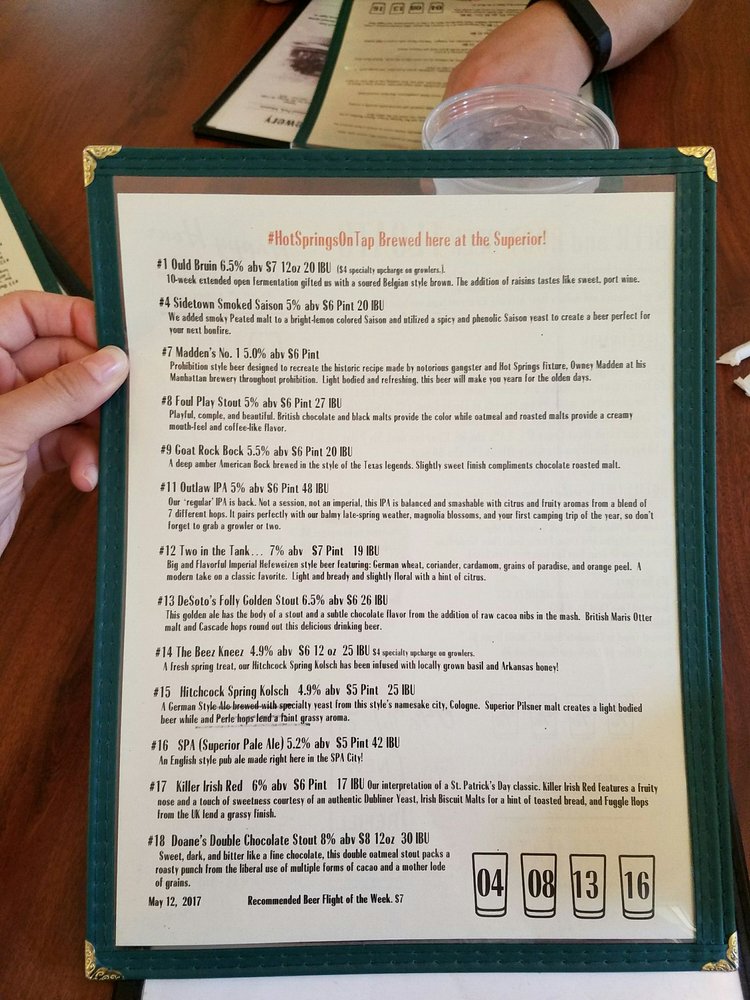 04 08 13 16
ewery
#HotSpringsOnTap Brewed here at the Superior!
#1 Ould Bruin 6.5% abv $7 12oz 20 IBU ($4 specialty upcharge on growlers.).
10-week extended open fermentation gifted us with a soured Belgian style brown. The addition of raisins tastes like sweet, port wine.
#4 Sidetown Smoked Saison 5% abv $6 Pint 20 IBU
We added smoky Peated malt to a bright-lemon colored Saison and utilized a spicy and phenolic Saison yeast to create a beer perfect for
your next bonfire.
#7 Madden's No. 1 5.0% abv $6 Pint
Prohibition style beer designed to recreate the historic recipe made by notorious gangster and Hot Springs fixture, Owney Madden at his
Manhattan brewery throughout prohibition. Light bodied and refreshing, this beer will make you yearn for the olden days.
#8 Foul Play Stout 5% abv $6 Pint 27 IBU
Playful, comple, and beautiful. British chocolate and black malts provide the color while oatmeal and roasted malts provide a creamy
mouth-feel and coffee-like flavor.
#9 Goat Rock Bock 5.5% abv $6 Pint 20 IBU
A deep amber American Bock brewed in the style of the Texas legends. Slightly sweet finish compliments chocolate roasted malt.
#11 Outlaw IPA 5% abv $6 Pint 48 IBU
Our 'regular' IPA is back. Not a session, not an imperial, this IPA is balanced and smashable with citrus and fruity aromas from a blend of
7 different hops. It pairs perfectly with our balmy late-spring weather, magnolia blossoms, and your first camping trip of the year, so don't
forget to grab a growler or two.
#12 Two in the Tank... 7% abv $7 Pint 19 IBU
Big and Flavorful Imperial Hefeweizen style beer featuring: German wheat, coriander, cardamom, grains of paradise, and orange peel. A
modern take on a classic favorite. Light and bready and slightly floral with a hint of citrus.
#13 DeSoto's Folly Golden Stout 6.5% abv $6 26 IBU
This golden ale has the body of a stout and a subtle chocolate flavor from the addition of raw cacoa nibs in the mash. British Maris Otter
malt and Cascade hops round out this delicious drinking beer.
#14 The Beez Kneez 4.9% abv $6 12 oz 25 IBU $4 specialty upcharge on growlers.
A fresh spring treat, our Hitchcock Spring Kolsch has been infused with locally grown basil and Arkansas honey!
#15 Hitchcock Spring Kolsch 4.9% abv $5 Pint 25 IBU
A German Style Ale brewed with specialty yeast from this style's namesake city, Cologne. Superior Pilsner malt creates a light bodied
beer while and Perle hops lend a faint grassy aroma.
#16 SPA (Superior Pale Ale) 5.2% abv $5 Pint 42 IBU
An English style pub ale made right here in the SPA City!
#17 Killer Irish Red 6% abv $6 Pint 17 IBU Our interpretation of a St. Patrick's Day classic. Killer Irish Red features a fruity
nose and a touch of sweetness courtesy of an authentic Dubliner Yeast, Irish Biscuit Malts for a hint of toasted bread, and Fuggle Hops
from the UK lend a grassy finish.
#18 Doane's Double Chocolate Stout 8% abv $8 12oz 30 IBU
Sweet, dark, and bitter like a fine chocolate, this double oatmeal stout packs a
roasty punch from the liberal use of multiple forms of cacao and a mother lode
of grains.
04 08 13 16
May 12, 2017 Recommended Beer Flight of the Week. $7